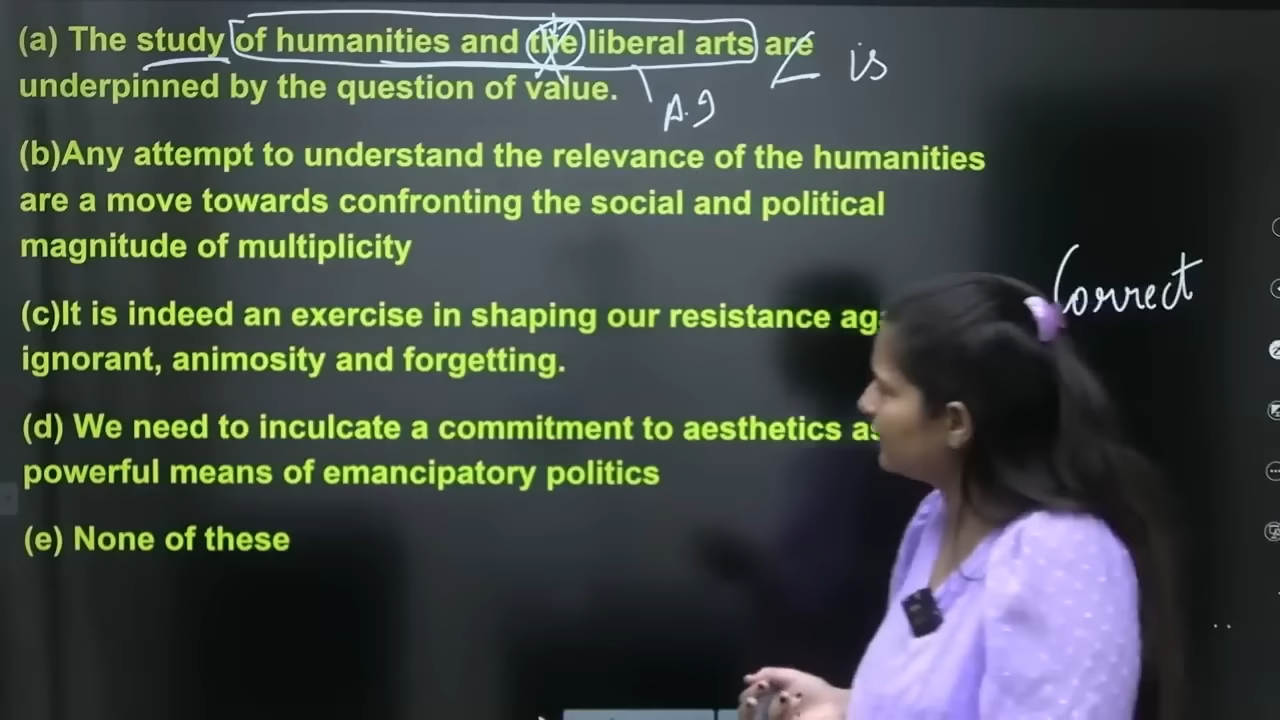 (a) The study of humanities and the liberal arts are is
underpinned by the question of value.
(b)Any attempt to understand the relevance of the humanities
are a move towards confronting the social and political
magnitude of multiplicity
Correct
(c)It is indeed an exercise in shaping our resistance
ignorant, animosity and forgetting.
(d) We need to inculcate a commitment to aesthetics
powerful means of emancipatory politics
(e) None of these